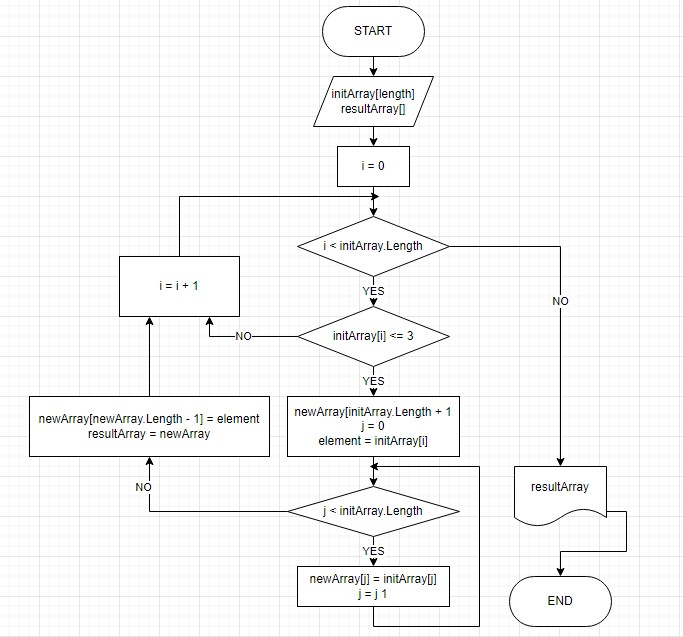 START
initArray[length]
resultArray[]
i = 0
i < initArray.Length
i = i + 1
YES
NO
initArray[i] <= 3
NO
YES
newArray[newArray.Length - 1] = element
resultArray = newArray
newArray[initArray.Length + 1
j = 0
element = initArray[i]
resultArray
NO
j < initArray.Length
YES
newArray[j] = initArray[j]
j = j 1
END